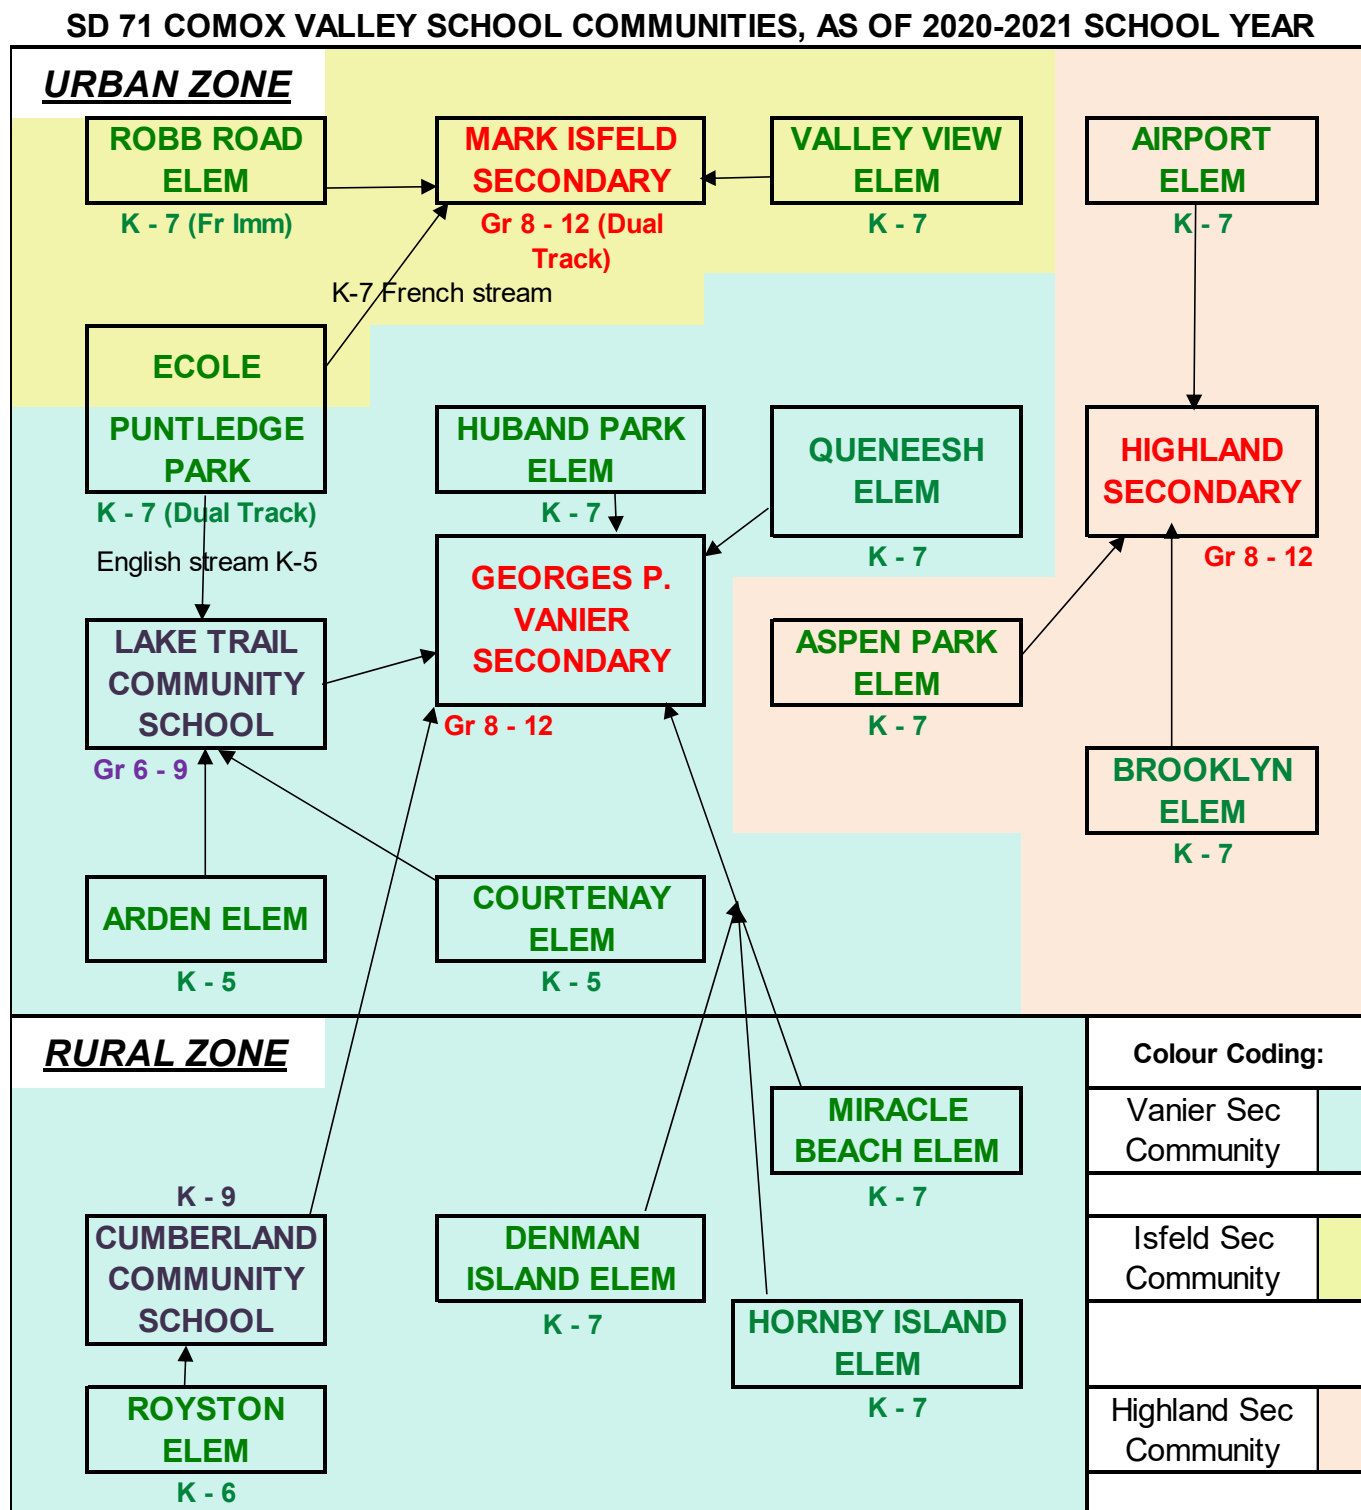 SD 71 COMOX VALLEY SCHOOL COMMUNITIES, AS OF 2020-2021 SCHOOL YEAR
URBAN ZONE
ROBB ROAD
ELEM
K - 7 (Fr Imm)
MARK ISFELD
SECONDARY
Gr 8 - 12 (Dual
Track)
VALLEY VIEW
ELEM
K - 7
AIRPORT
ELEM
K - 7
K-7 French stream
ECOLE
PUNTLEDGE
PARK
K - 7 (Dual Track)
English stream K-5
HUBAND PARK
ELEM
K - 7
QUENEESH
ELEM
K - 7
HIGHLAND
SECONDARY
Gr 8 - 12
LAKE TRAIL
COMMUNITY
SCHOOL
Gr 6 - 9
GEORGES P.
VANIER
SECONDARY
Gr 8 - 12
ASPEN PARK
ELEM
K - 7
BROOKLYN
ELEM
K - 7
ARDEN ELEM
K - 5
COURTENAY
ELEM
K - 5
RURAL ZONE
MIRACLE
BEACH ELEM
K - 7
K - 9
CUMBERLAND
COMMUNITY
SCHOOL
DENMAN
ISLAND ELEM
K - 7
HORNBY ISLAND
ELEM
K - 7
ROYSTON
ELEM
K - 6
Colour Coding:
Vanier Sec
Community
Isfeld Sec
Community
Highland Sec
Community